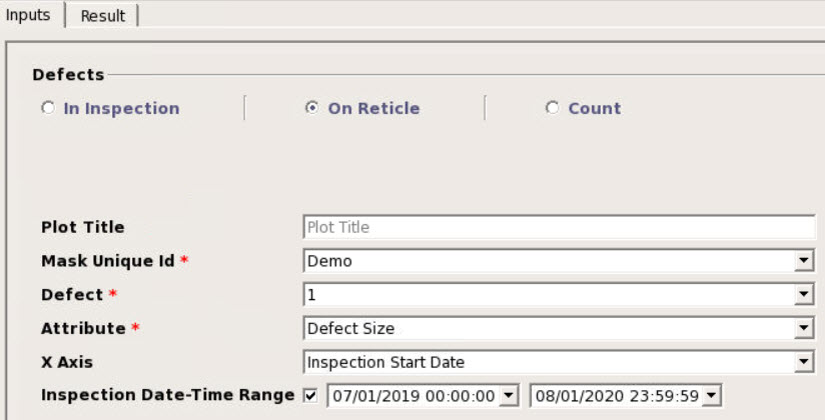 Inputs Result
Defects
In Inspection On Reticle Count
Plot Title Plot Title
Mask Unique Id * Demo
Defect * 1
Attribute * Defect Size
X Axis Inspection Start Date
Inspection Date-Time Range 07/01/2019 00:00:00 08/01/2020 23:59:59